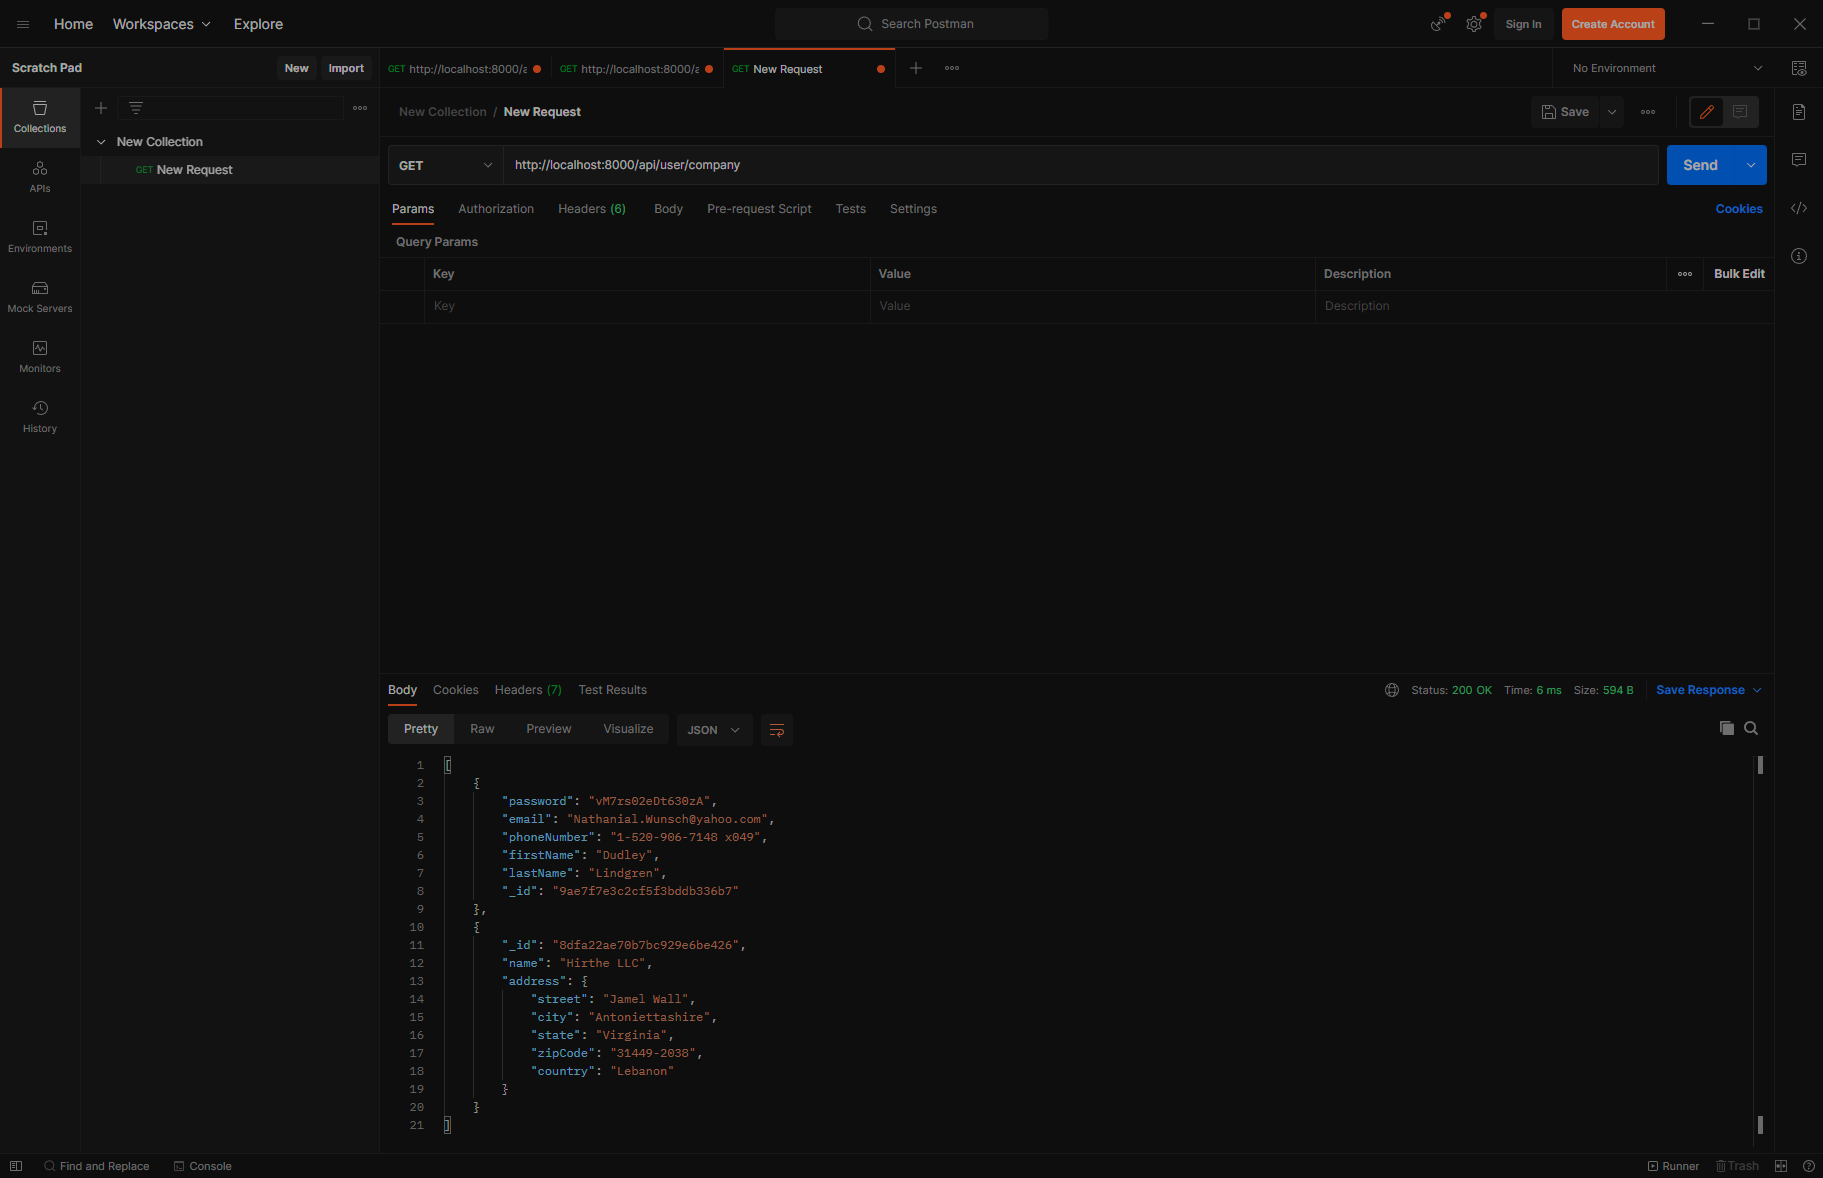 Home Workspaces Explore
Search Postman
Sign In Create Account
Scratch Pad New Import
GET http://localhost:8000/a GET http://localhost:8000/a GET New Request
No Environment
Collections
APIs
Environments
Mock Servers
Monitors
History
New Collection
GET New Request
New Collection / New Request
Save
GET http://localhost:8000/api/user/company
Send
Params Authorization Headers (6) Body Pre-request Script Tests Settings
Cookies
Query Params
Key Value Description Bulk Edit
Key Value Description
Body Cookies Headers (7) Test Results
Status: 200 OK Time: 6 ms Size: 594 B Save Response
Pretty Raw Preview Visualize JSON
1 [
2 {
3 "password": "vM7rs02eDt630zA",
4 "email": "Nathanial.Wunsch@yahoo.com",
5 "phoneNumber": "1-520-906-7148 x049",
6 "firstName": "Dudley",
7 "lastName": "Lindgren",
8 "_id": "9ae7f7e3c2cf5f3bddb336b7"
9 },
10 {
11 "_id": "8dfa22ae70b7bc929e6be426",
12 "name": "Hirthe LLC",
13 "address": {
14 "street": "Jamel Wall",
15 "city": "Antoniettashire",
16 "state": "Virginia",
17 "zipCode": "31449-2038",
18 "country": "Lebanon"
19 }
20 }
21 ]
Find and Replace Console
Runner Trash